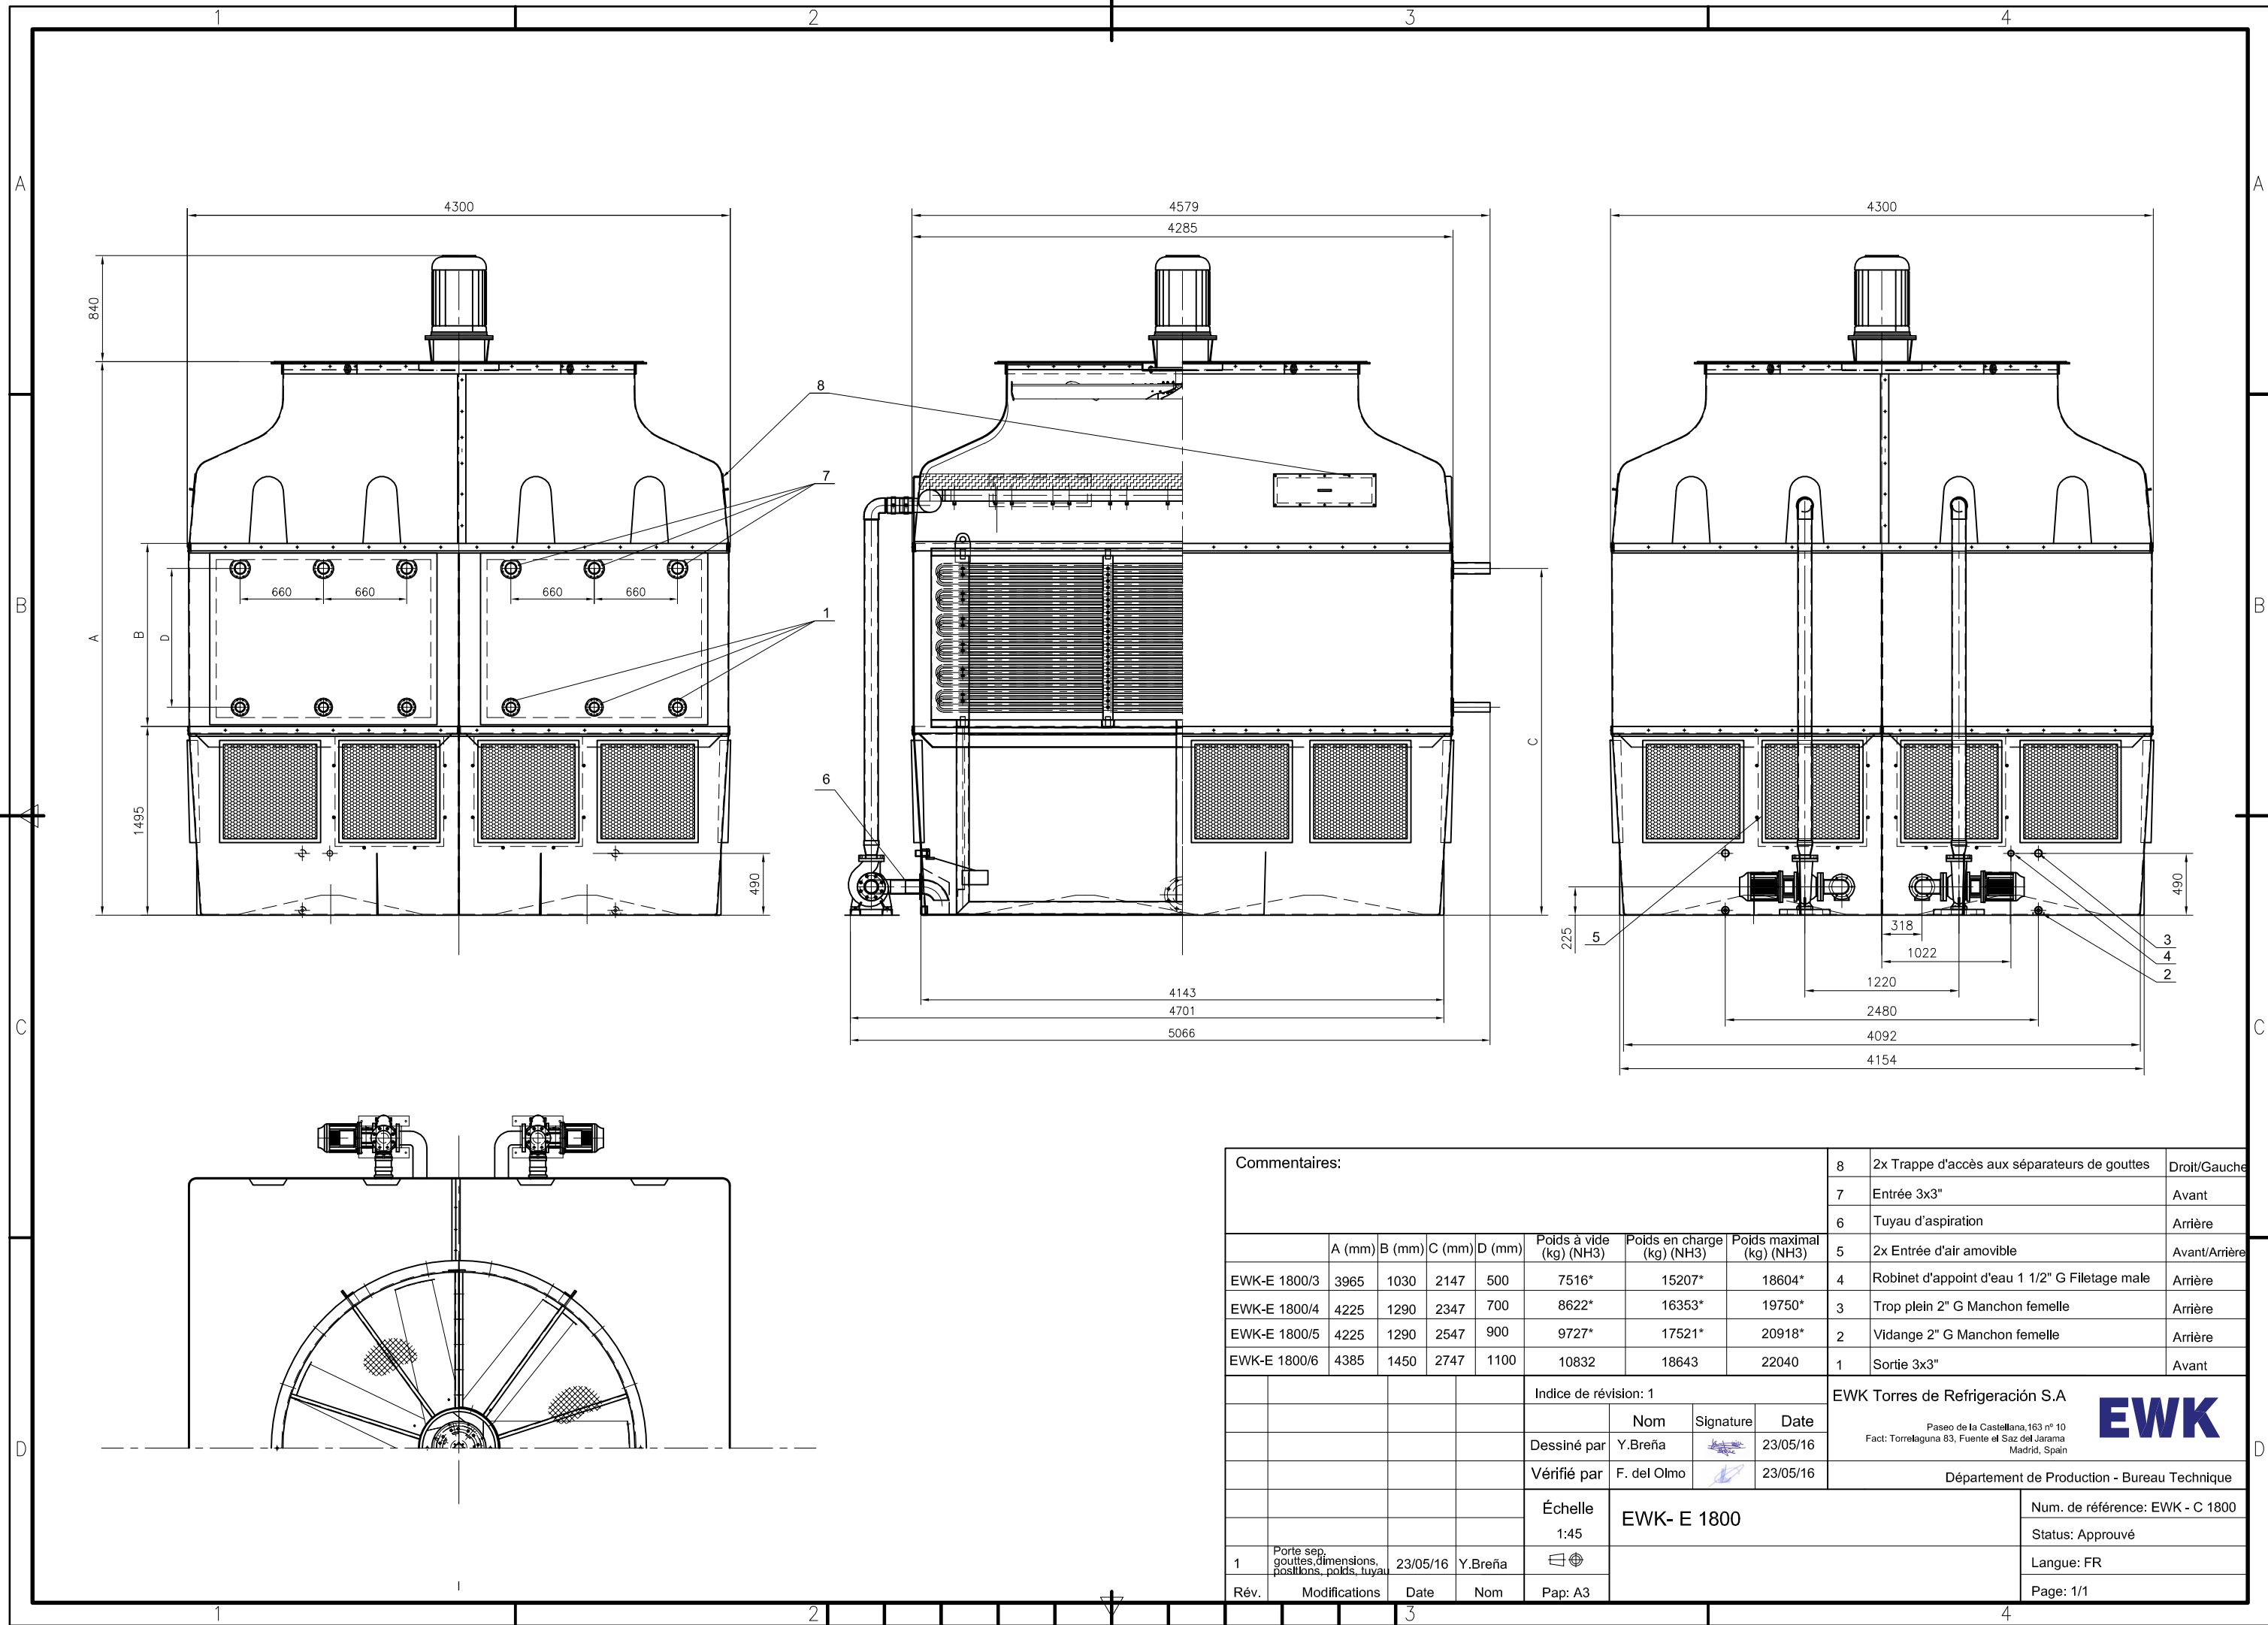 1 2 3 4
A A
B B
C C
D D
4300
840
A
B
D
1495
660 660 660 660
490
8
7
1
6
4579
4285
C
4143
4701
5066
4300
225
5
318
1022
1220
2480
4092
4154
490
3
4
2
Commentaires:
A (mm) B (mm) C (mm) D (mm) Poids à vide (kg) (NH3) Poids en charge (kg) (NH3) Poids maximal (kg) (NH3)
EWK-E 1800/3 3965 1030 2147 500 7516* 15207* 18604*
EWK-E 1800/4 4225 1290 2347 700 8622* 16353* 19750*
EWK-E 1800/5 4225 1290 2547 900 9727* 17521* 20918*
EWK-E 1800/6 4385 1450 2747 1100 10832 18643 22040
8 2x Trappe d'accès aux séparateurs de gouttes Droit/Gauche
7 Entrée 3x3" Avant
6 Tuyau d'aspiration Arrière
5 2x Entrée d'air amovible Avant/Arrière
4 Robinet d'appoint d'eau 1 1/2" G Filetage male Arrière
3 Trop plein 2" G Manchon femelle Arrière
2 Vidange 2" G Manchon femelle Arrière
1 Sortie 3x3" Avant
Indice de révision: 1
Nom Signature Date
Dessiné par Y.Breña 23/05/16
Vérifié par F. del Olmo 23/05/16
EWK Torres de Refrigeración S.A
Paseo de la Castellana,163 nº 10
Fact: Torrelaguna 83, Fuente el Saz del Jarama
Madrid, Spain
EWK
Département de Production - Bureau Technique
Échelle
1:45
Pap: A3
EWK- E 1800
Num. de référence: EWK - C 1800
Status: Approuvé
Langue: FR
Page: 1/1
1 Porte sep. gouttes,dimensions, positions, poids, tuyau 23/05/16 Y.Breña
Rév. Modifications Date Nom
1 2 3 4